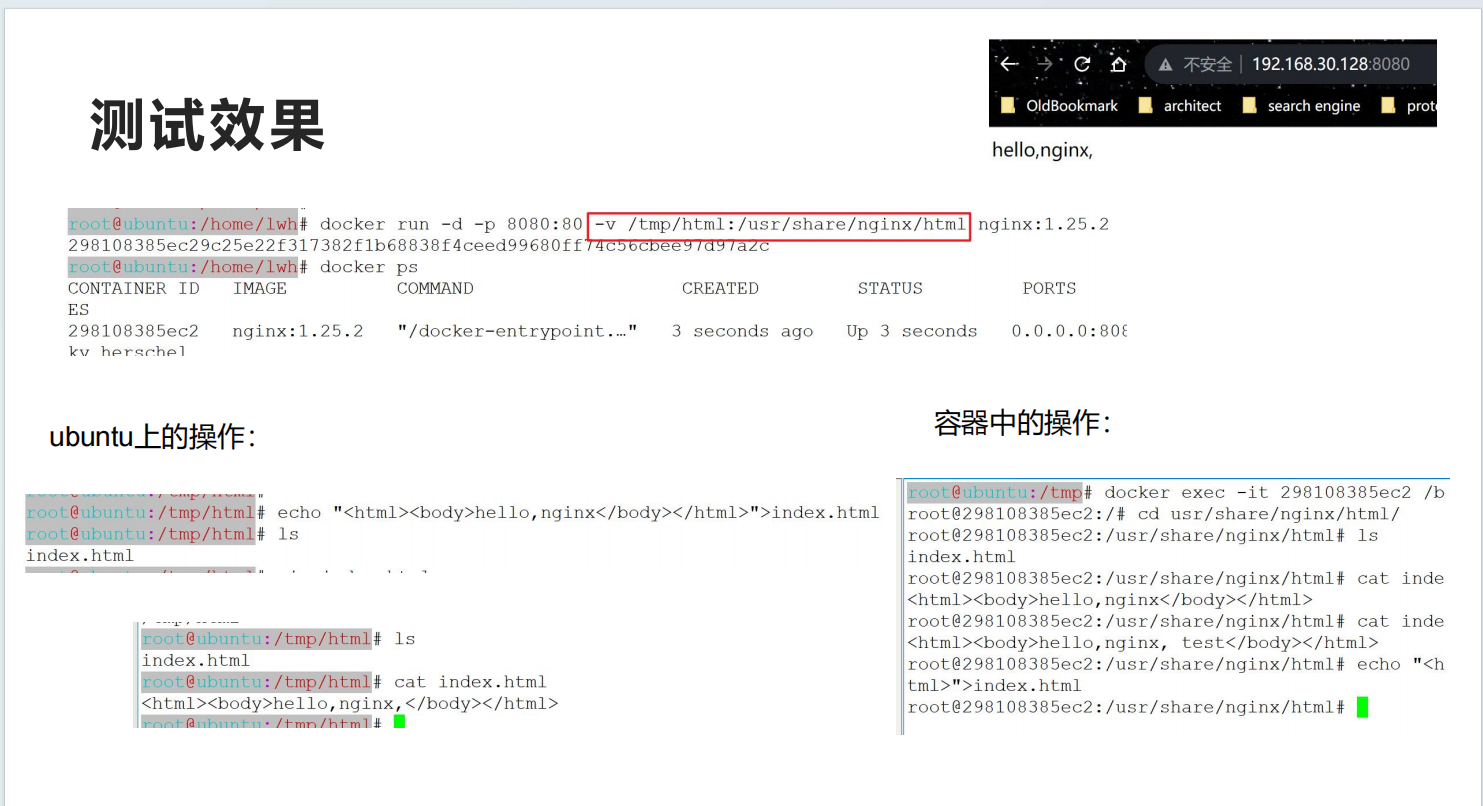 不安全 192.168.30.128:8080
OldBookmark architect search engine
hello,nginx,
测试效果
root@ubuntu:/home/lwh# docker run -d -p 8080:80 -v /tmp/html:/usr/share/nginx/html nginx:1.25.2
298108385ec29c25e22f317382f1b68838f4ceed99680ff74c56cbee97d97a2c
root@ubuntu:/home/lwh# docker ps
CONTAINER ID IMAGE COMMAND CREATED STATUS PORTS
ES
298108385ec2 nginx:1.25.2 "/docker-entrypoint.…" 3 seconds ago Up 3 seconds 0.0.0.0:808
ky_herschel
ubuntu上的操作：
root@ubuntu:/tmp/html#
root@ubuntu:/tmp/html# echo "<html><body>hello,nginx</body></html>">index.html
root@ubuntu:/tmp/html# ls
index.html
/tmp/html
root@ubuntu:/tmp/html# ls
index.html
root@ubuntu:/tmp/html# cat index.html
<html><body>hello,nginx,</body></html>
root@ubuntu:/tmp/html#
容器中的操作：
root@ubuntu:/tmp# docker exec -it 298108385ec2 /b
root@298108385ec2:/# cd usr/share/nginx/html/
root@298108385ec2:/usr/share/nginx/html# ls
index.html
root@298108385ec2:/usr/share/nginx/html# cat inde
<html><body>hello,nginx</body></html>
root@298108385ec2:/usr/share/nginx/html# cat inde
<html><body>hello,nginx, test</body></html>
root@298108385ec2:/usr/share/nginx/html# echo "<h
tml>">index.html
root@298108385ec2:/usr/share/nginx/html#